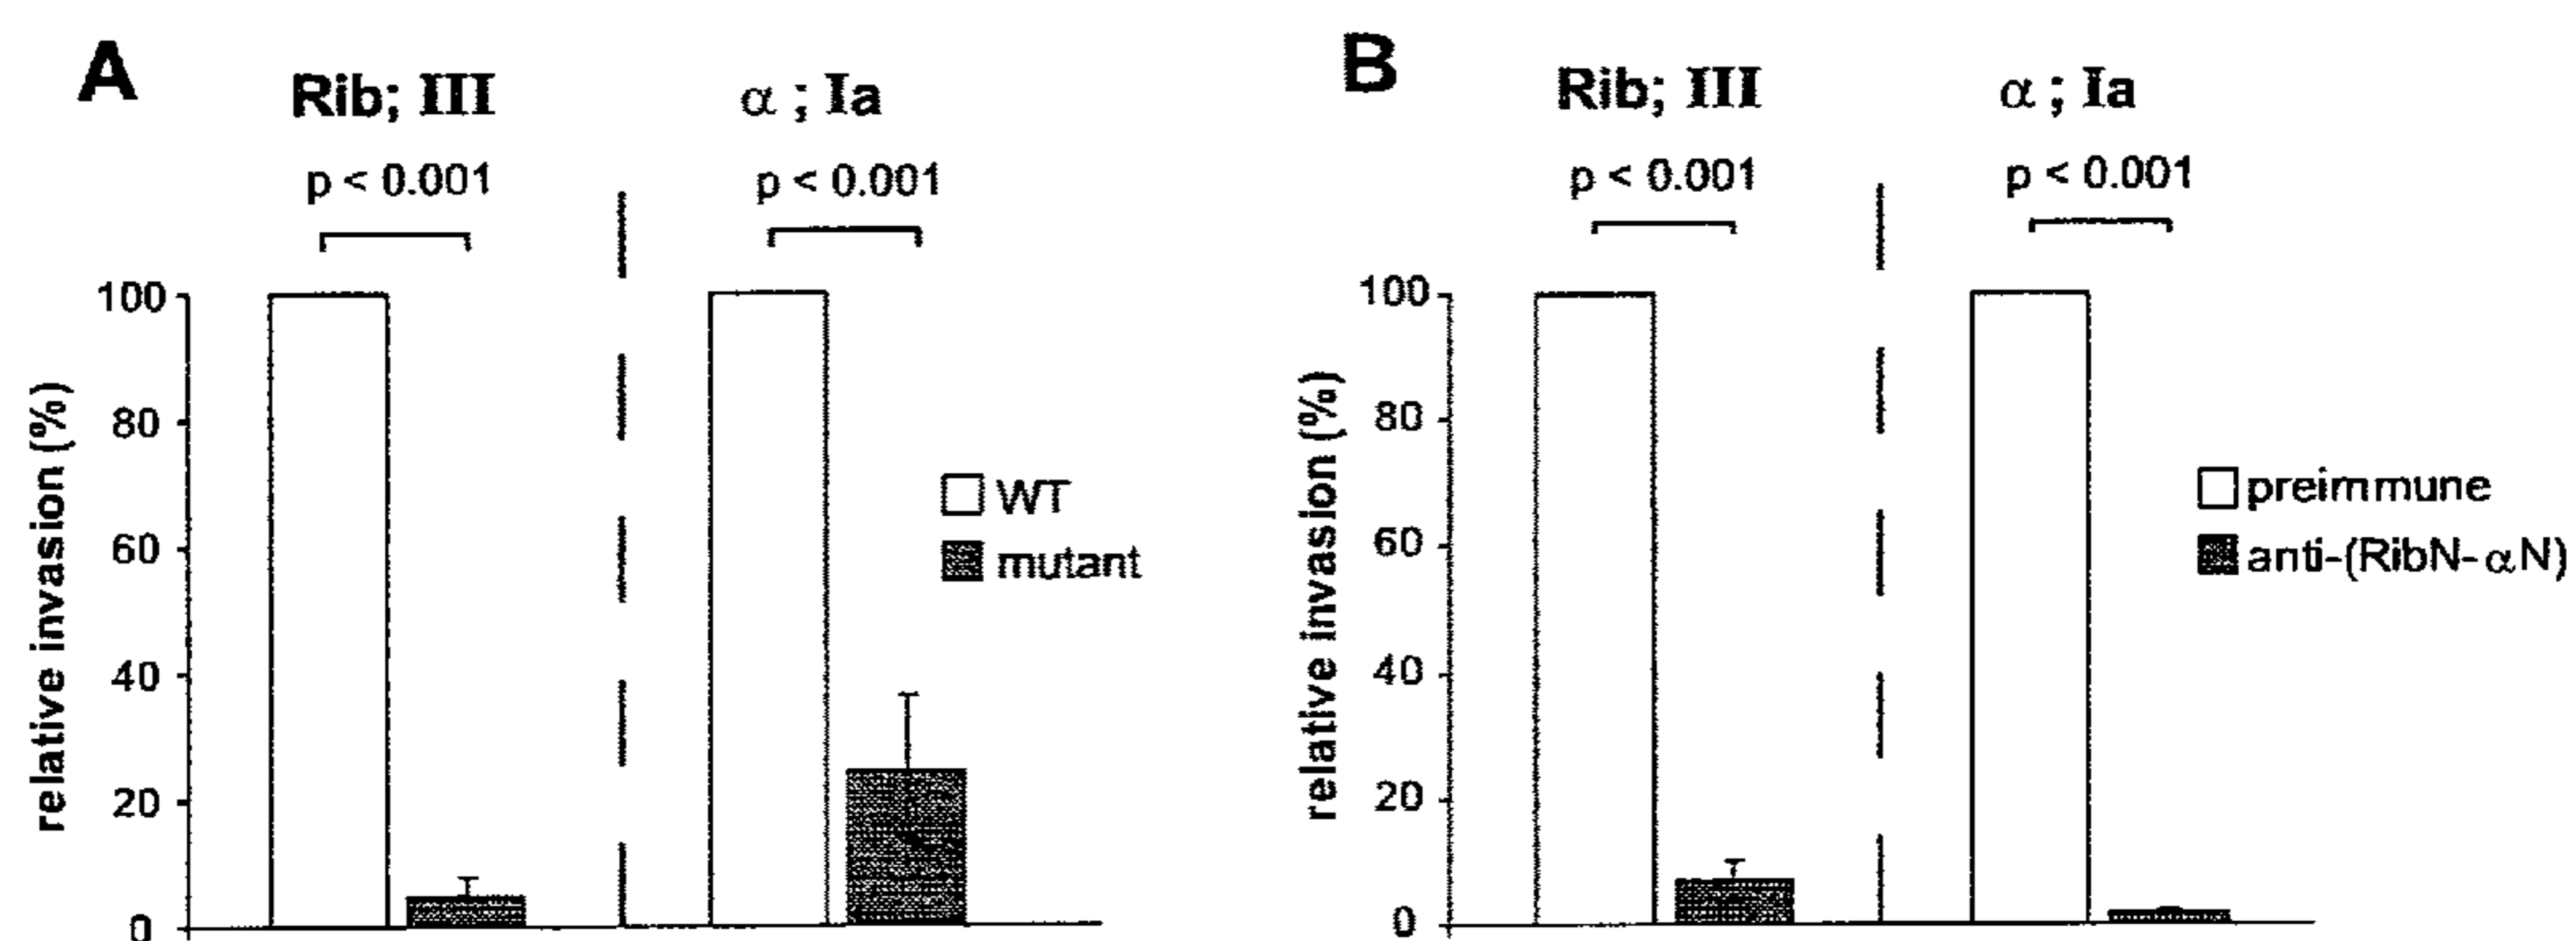 A
Rib; III
α ; Ia
p < 0.001
p < 0.001
100
80
60
40
20
0
relative invasion (%)
WT
mutant
B
Rib; III
α ; Ia
p < 0.001
p < 0.001
100
80
60
40
20
0
relative invasion (%)
preimmune
anti-(RibN-αN)